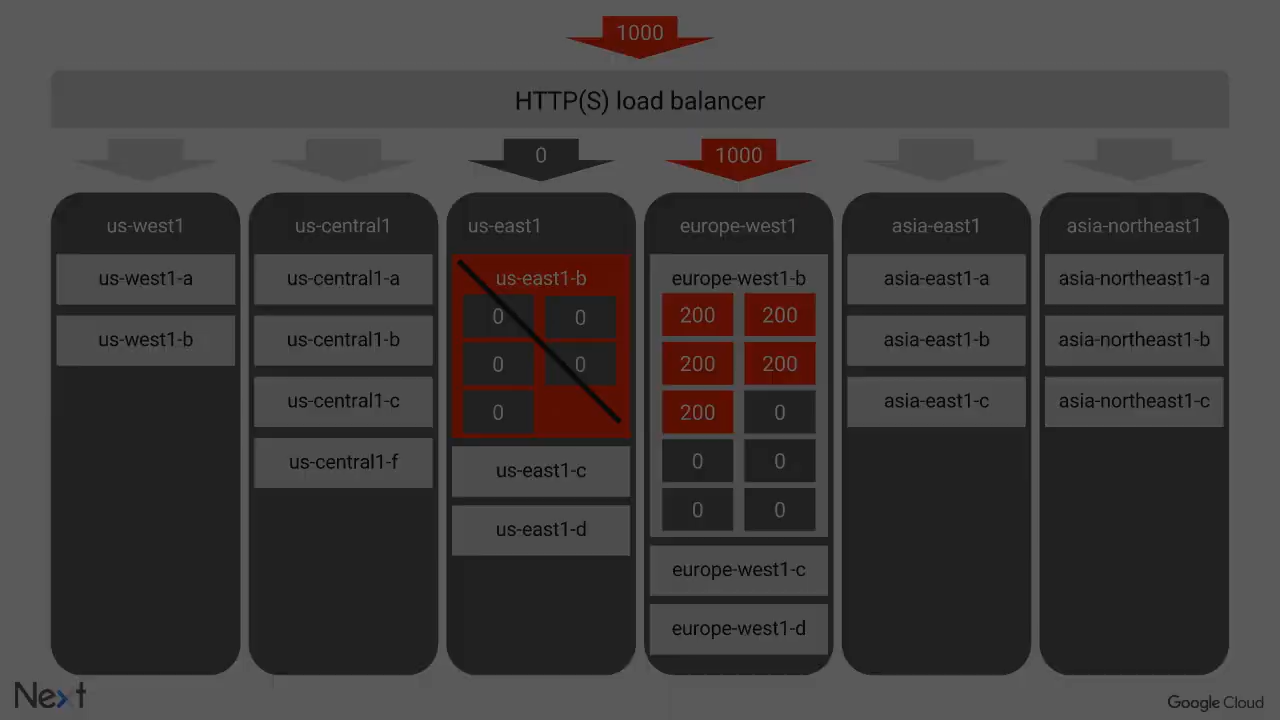 1000
HTTP(S) load balancer
0
1000
us-west1
us-west1-a
us-west1-b
us-central1
us-central1-a
us-central1-b
us-central1-c
us-central1-f
us-east1
us-east1-b
0 0
0 0
0
us-east1-c
us-east1-d
europe-west1
europe-west1-b
200 200
200 200
200 0
0 0
0 0
europe-west1-c
europe-west1-d
asia-east1
asia-east1-a
asia-east1-b
asia-east1-c
asia-northeast1
asia-northeast1-a
asia-northeast1-b
asia-northeast1-c
Next
Google Cloud